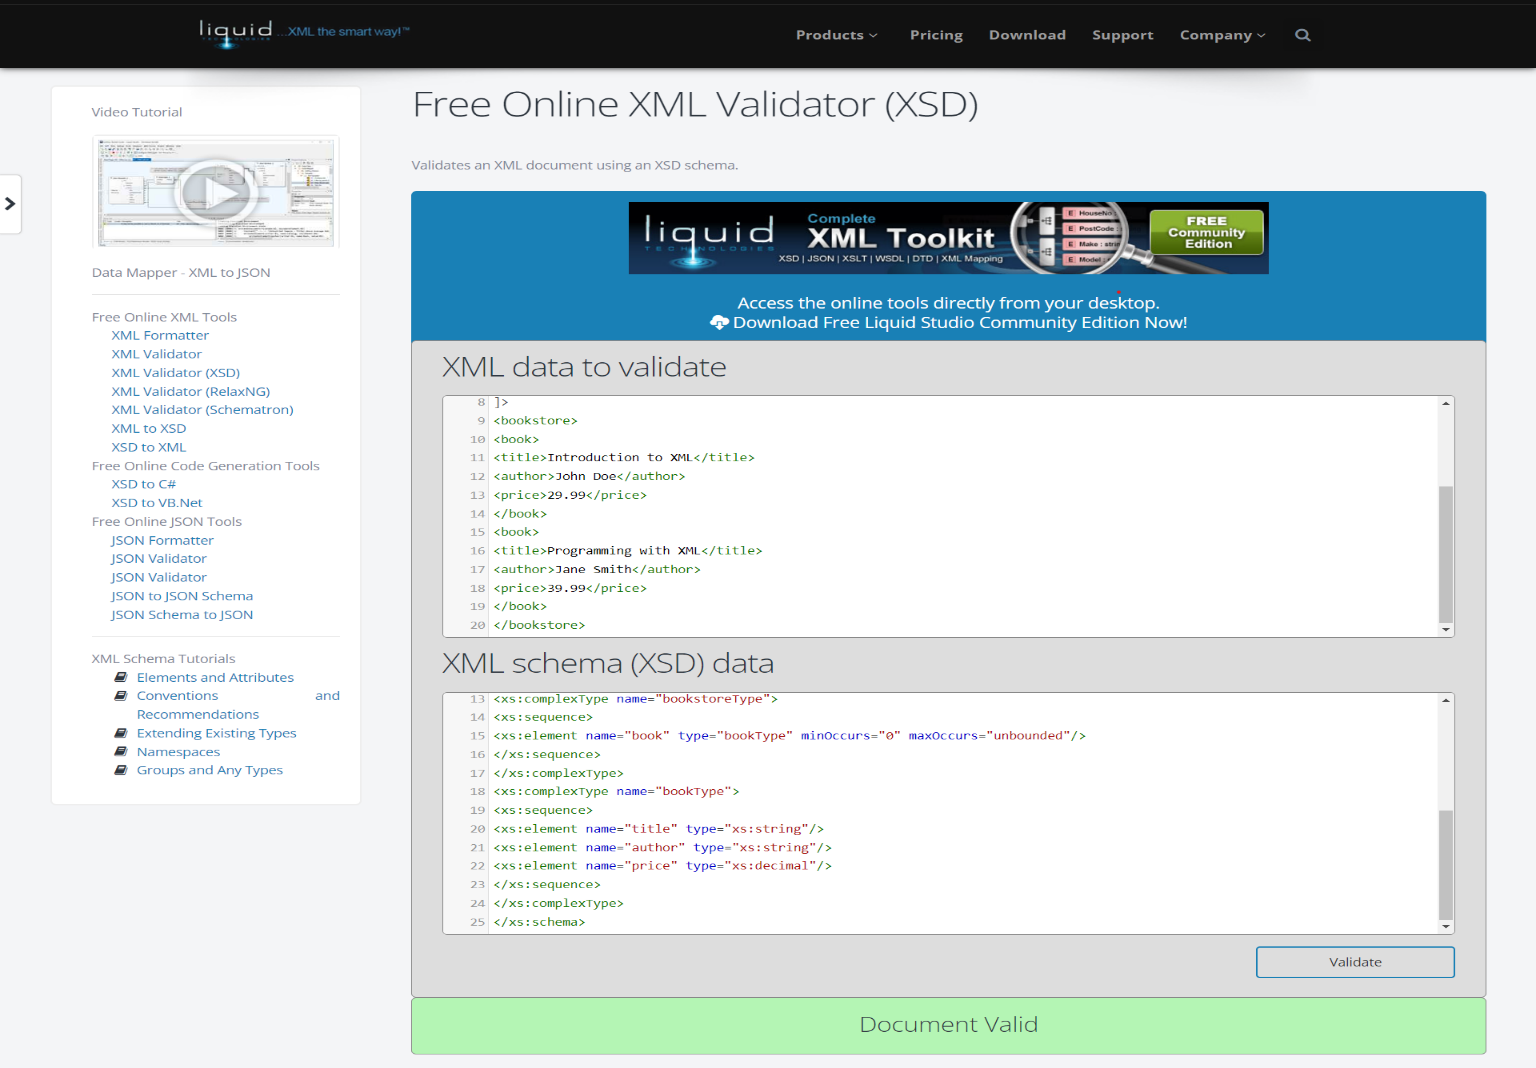 liquid ...XML the smart way!™
TECHNOLOGIES
Products
Pricing
Download
Support
Company
Video Tutorial
Data Mapper - XML to JSON
Free Online XML Tools
XML Formatter
XML Validator
XML Validator (XSD)
XML Validator (RelaxNG)
XML Validator (Schematron)
XML to XSD
XSD to XML
Free Online Code Generation Tools
XSD to C#
XSD to VB.Net
Free Online JSON Tools
JSON Formatter
JSON Validator
JSON Validator
JSON to JSON Schema
JSON Schema to JSON
XML Schema Tutorials
Elements and Attributes
Conventions and
Recommendations
Extending Existing Types
Namespaces
Groups and Any Types
Free Online XML Validator (XSD)
Validates an XML document using an XSD schema.
liquid
TECHNOLOGIES
Complete
XML Toolkit
XSD | JSON | XSLT | WSDL | DTD | XML Mapping
E HouseNo
E PostCode :
E Make : strin
E Model :
FREE
Community
Edition
Access the online tools directly from your desktop.
Download Free Liquid Studio Community Edition Now!
XML data to validate
8 ]>
9 <bookstore>
10 <book>
11 <title>Introduction to XML</title>
12 <author>John Doe</author>
13 <price>29.99</price>
14 </book>
15 <book>
16 <title>Programming with XML</title>
17 <author>Jane Smith</author>
18 <price>39.99</price>
19 </book>
20 </bookstore>
XML schema (XSD) data
13 <xs:complexType name="bookstoreType">
14 <xs:sequence>
15 <xs:element name="book" type="bookType" minOccurs="0" maxOccurs="unbounded"/>
16 </xs:sequence>
17 </xs:complexType>
18 <xs:complexType name="bookType">
19 <xs:sequence>
20 <xs:element name="title" type="xs:string"/>
21 <xs:element name="author" type="xs:string"/>
22 <xs:element name="price" type="xs:decimal"/>
23 </xs:sequence>
24 </xs:complexType>
25 </xs:schema>
Validate
Document Valid